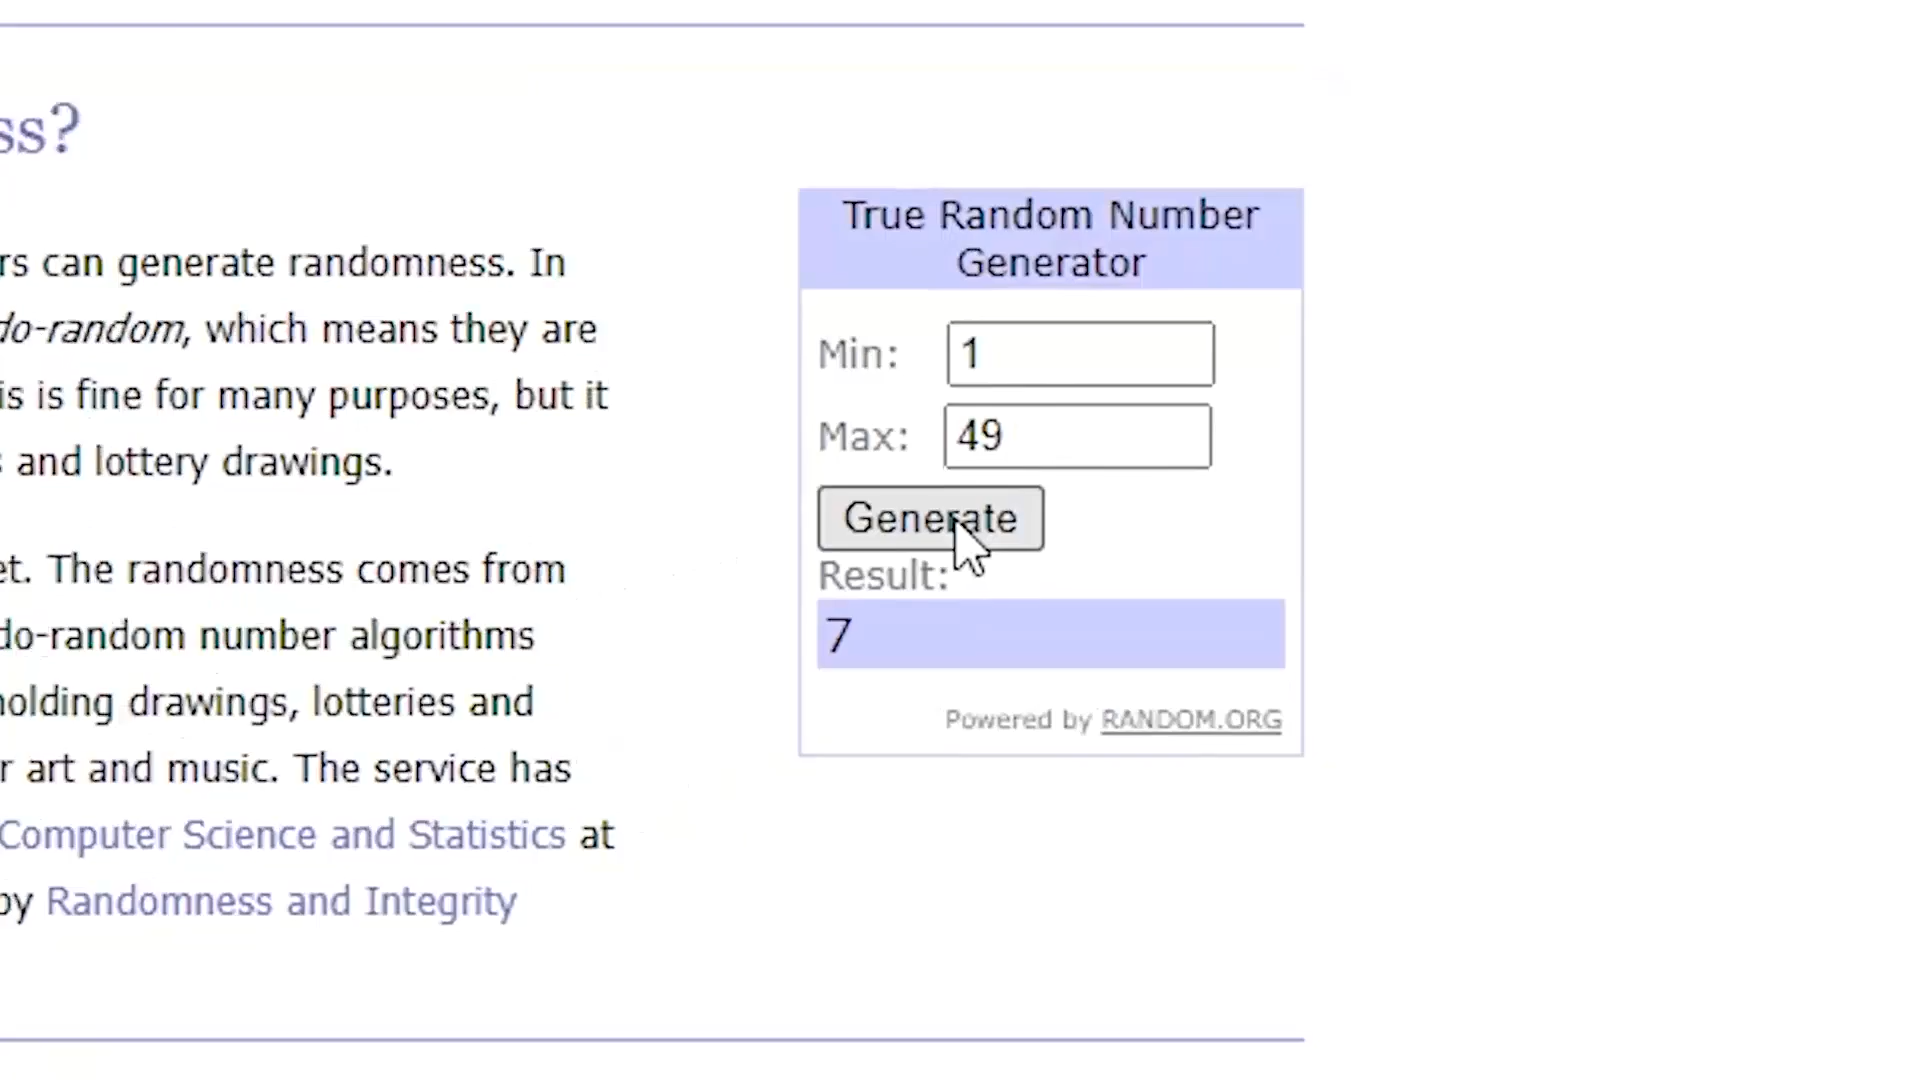 ss?
rs can generate randomness. In
do-random, which means they are
is is fine for many purposes, but it
s and lottery drawings.
et. The randomness comes from
do-random number algorithms
holding drawings, lotteries and
r art and music. The service has
Computer Science and Statistics at
by Randomness and Integrity
True Random Number
Generator
Min: 1
Max: 49
Generate
Result:
7
Powered by RANDOM.ORG